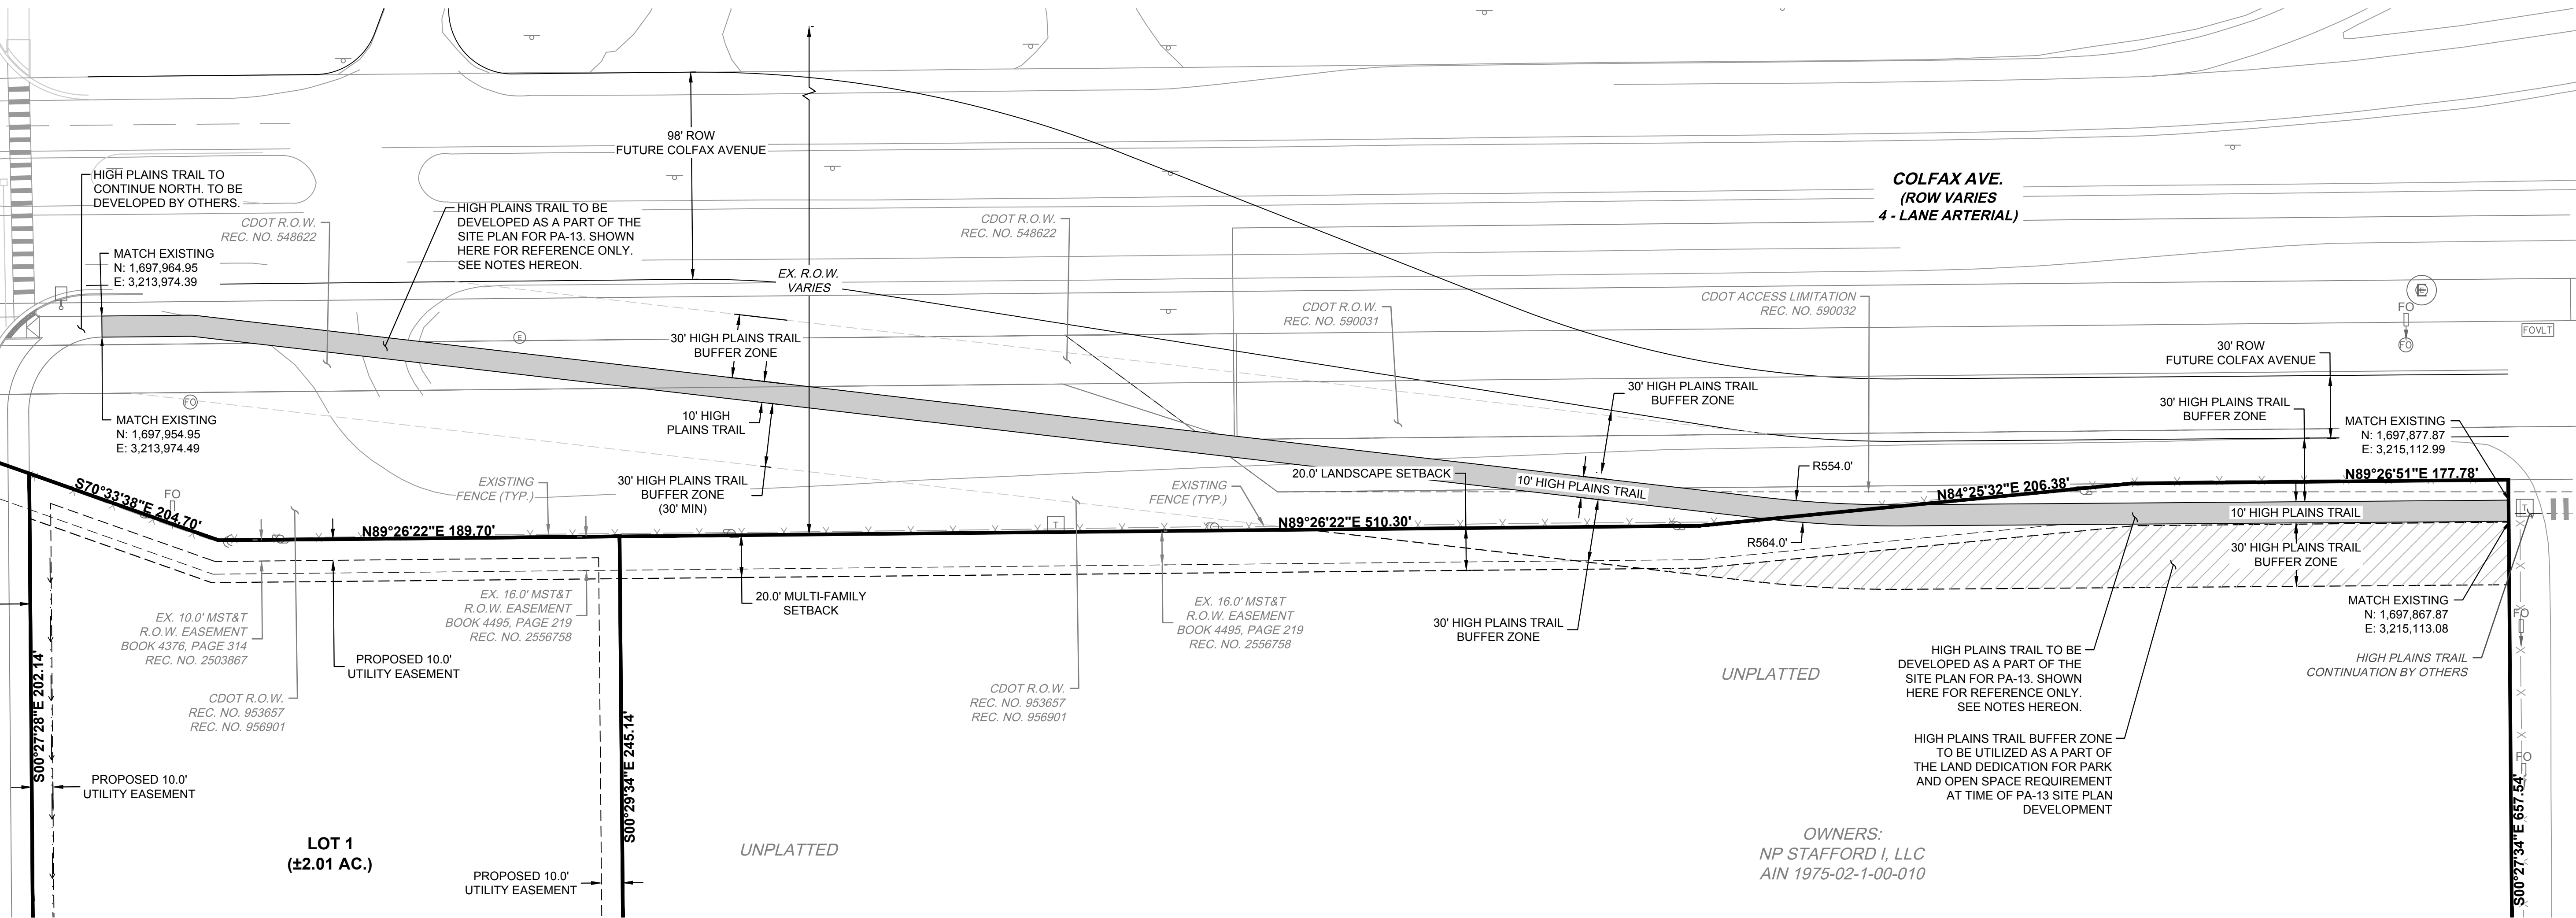 98' ROW
FUTURE COLFAX AVENUE
HIGH PLAINS TRAIL TO
CONTINUE NORTH. TO BE
DEVELOPED BY OTHERS.
CDOT R.O.W.
REC. NO. 548622
HIGH PLAINS TRAIL TO BE
DEVELOPED AS A PART OF THE
SITE PLAN FOR PA-13. SHOWN
HERE FOR REFERENCE ONLY.
SEE NOTES HEREON.
CDOT R.O.W.
REC. NO. 548622
COLFAX AVE.
(ROW VARIES
4 - LANE ARTERIAL)
MATCH EXISTING
N: 1,697,964.95
E: 3,213,974.39
EX. R.O.W.
VARIES
CDOT R.O.W.
REC. NO. 590031
CDOT ACCESS LIMITATION
REC. NO. 590032
E
FO
FO
FOVLT
E
30' HIGH PLAINS TRAIL
BUFFER ZONE
30' ROW
FUTURE COLFAX AVENUE
FO
MATCH EXISTING
N: 1,697,954.95
E: 3,213,974.49
10' HIGH
PLAINS TRAIL
30' HIGH PLAINS TRAIL
BUFFER ZONE
30' HIGH PLAINS TRAIL
BUFFER ZONE
MATCH EXISTING
N: 1,697,877.87
E: 3,215,112.99
S70°33'38"E 204.70'
FO
EXISTING
FENCE (TYP.)
30' HIGH PLAINS TRAIL
BUFFER ZONE
(30' MIN)
EXISTING
FENCE (TYP.)
20.0' LANDSCAPE SETBACK
10' HIGH PLAINS TRAIL
R554.0'
N84°25'32"E 206.38'
N89°26'51"E 177.78'
N89°26'22"E 189.70'
T
N89°26'22"E 510.30'
R564.0'
10' HIGH PLAINS TRAIL
T
30' HIGH PLAINS TRAIL
BUFFER ZONE
EX. 10.0' MST&T
R.O.W. EASEMENT
BOOK 4376, PAGE 314
REC. NO. 2503867
EX. 16.0' MST&T
R.O.W. EASEMENT
BOOK 4495, PAGE 219
REC. NO. 2556758
20.0' MULTI-FAMILY
SETBACK
EX. 16.0' MST&T
R.O.W. EASEMENT
BOOK 4495, PAGE 219
REC. NO. 2556758
30' HIGH PLAINS TRAIL
BUFFER ZONE
MATCH EXISTING
N: 1,697,867.87
E: 3,215,113.08
FO
PROPOSED 10.0'
UTILITY EASEMENT
HIGH PLAINS TRAIL TO BE
DEVELOPED AS A PART OF THE
SITE PLAN FOR PA-13. SHOWN
HERE FOR REFERENCE ONLY.
SEE NOTES HEREON.
HIGH PLAINS TRAIL
CONTINUATION BY OTHERS
UNPLATTED
S00°27'28"E 202.14'
CDOT R.O.W.
REC. NO. 953657
REC. NO. 956901
S00°29'34"E 245.14'
CDOT R.O.W.
REC. NO. 953657
REC. NO. 956901
HIGH PLAINS TRAIL BUFFER ZONE
TO BE UTILIZED AS A PART OF
THE LAND DEDICATION FOR PARK
AND OPEN SPACE REQUIREMENT
AT TIME OF PA-13 SITE PLAN
DEVELOPMENT
FO
PROPOSED 10.0'
UTILITY EASEMENT
S00°27'34"E 657.54'
LOT 1
(±2.01 AC.)
UNPLATTED
OWNERS:
NP STAFFORD I, LLC
AIN 1975-02-1-00-010
PROPOSED 10.0'
UTILITY EASEMENT